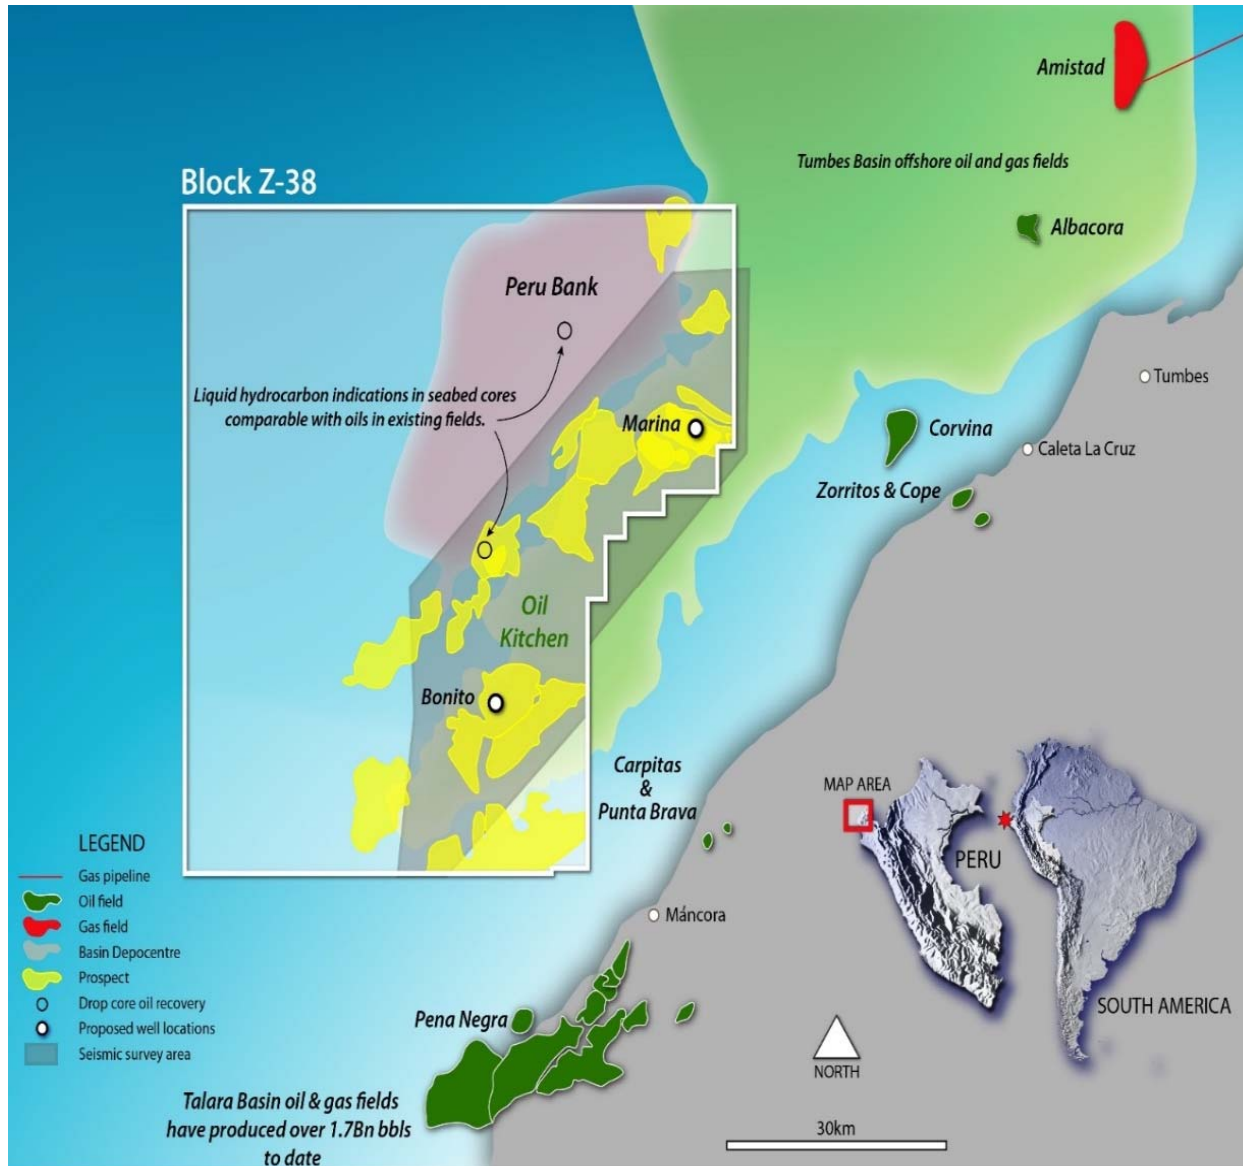 Amistad
Tumbes Basin offshore oil and gas fields
Block Z-38
Albacora
Peru Bank
Tumbes
Liquid hydrocarbon indications in seabed cores
comparable with oils in existing fields.
Marina
Corvina
Caleta La Cruz
Zorritos & Cope
Oil
Kitchen
Bonito
Carpitas
&
Punta Brava
MAP AREA
PERU
SOUTH AMERICA
LEGEND
Gas pipeline
Oil field
Gas field
Basin Depocentre
Prospect
Drop core oil recovery
Proposed well locations
Seismic survey area
Máncora
Pena Negra
NORTH
Talara Basin oil & gas fields
have produced over 1.7Bn bbls
to date
30km